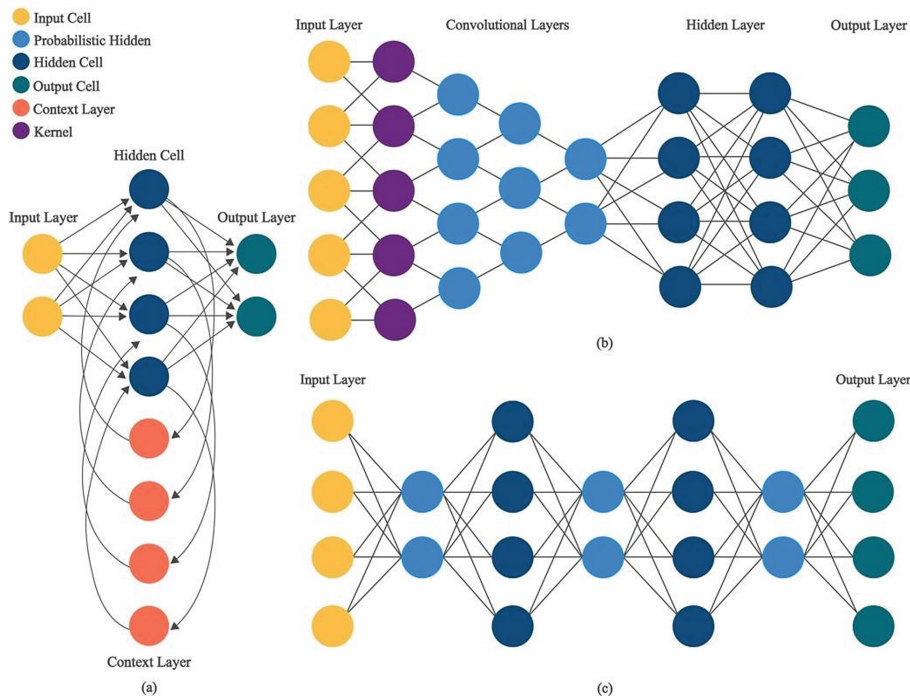 Input Cell
Probabilistic Hidden
Hidden Cell
Output Cell
Context Layer
Kernel
Hidden Cell
Input Layer
Output Layer
Context Layer
(a)
Input Layer
Convolutional Layers
Hidden Layer
Output Layer
(b)
Input Layer
Output Layer
(c)